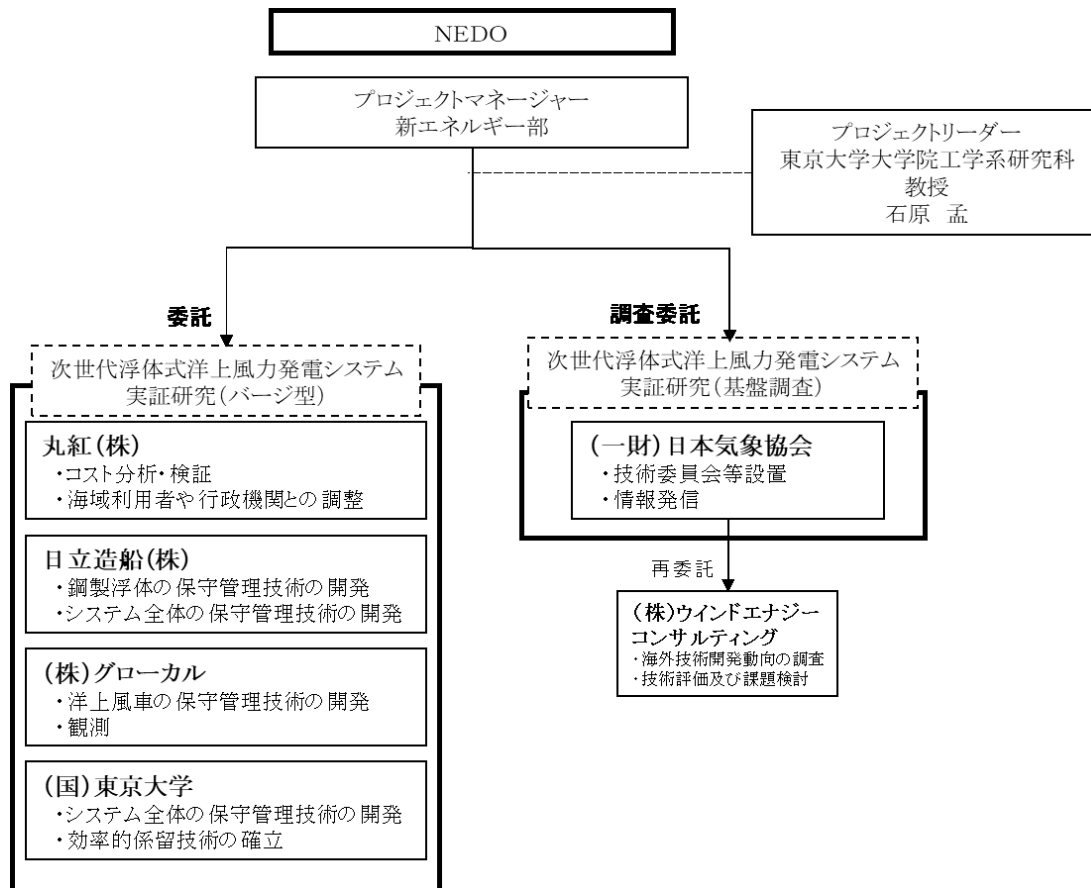 NEDO
プロジェクトマネージャー
新エネルギー部
プロジェクトリーダー
東京大学大学院工学系研究科
教授
石原 孟
委託
次世代浮体式洋上風力発電システム
実証研究(バージ型)
丸紅(株)
・コスト分析・検証
・海域利用者や行政機関との調整
日立造船(株)
・鋼製浮体の保守管理技術の開発
・システム全体の保守管理技術の開発
(株)グローカル
・洋上風車の保守管理技術の開発
・観測
(国)東京大学
・システム全体の保守管理技術の開発
・効率的係留技術の確立
調査委託
次世代浮体式洋上風力発電システム
実証研究(基盤調査)
(一財)日本気象協会
・技術委員会等設置
・情報発信
再委託
(株)ウインドエナジー
コンサルティング
・海外技術開発動向の調査
・技術評価及び課題検討